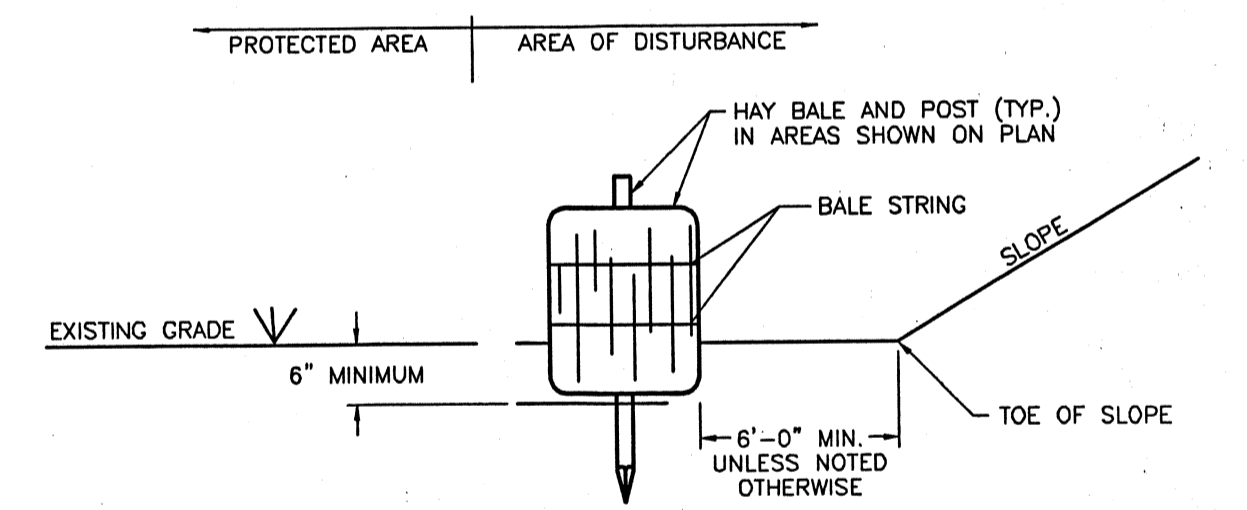 PROTECTED AREA
AREA OF DISTURBANCE
HAY BALE AND POST (TYP.)
IN AREAS SHOWN ON PLAN
BALE STRING
SLOPE
EXISTING GRADE
6" MINIMUM
TOE OF SLOPE
6'-0" MIN.
UNLESS NOTED
OTHERWISE